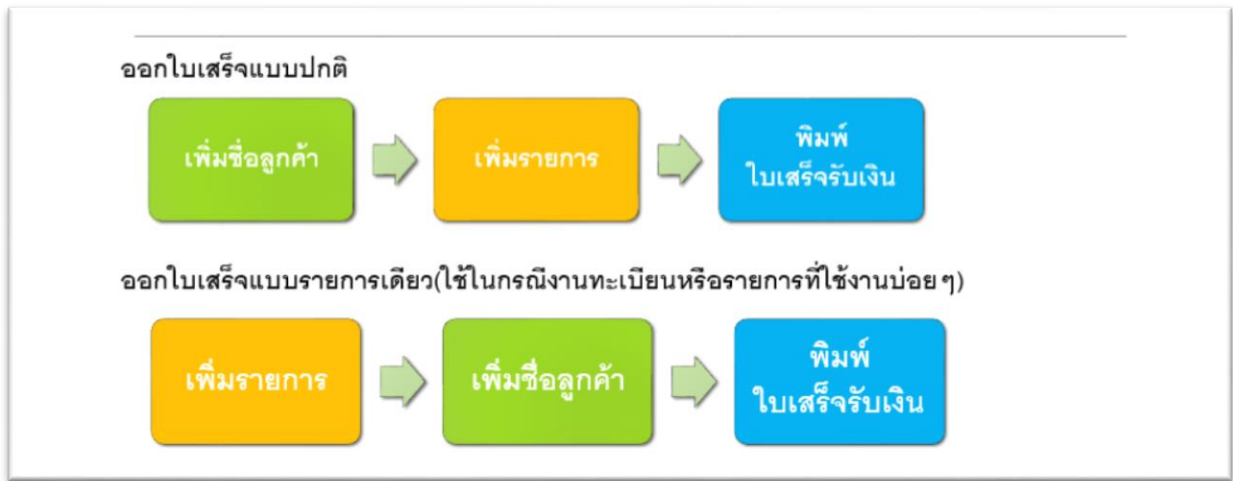 ออกใบเสร็จแบบปกติ
เพิ่มชื่อลูกค้า
เพิ่มรายการ
พิมพ์
ใบเสร็จรับเงิน
ออกใบเสร็จแบบรายการเดียว(ใช้ในกรณีงานทะเบียนหรือรายการที่ใช้งานบ่อยๆ)
เพิ่มรายการ
เพิ่มชื่อลูกค้า
พิมพ์
ใบเสร็จรับเงิน